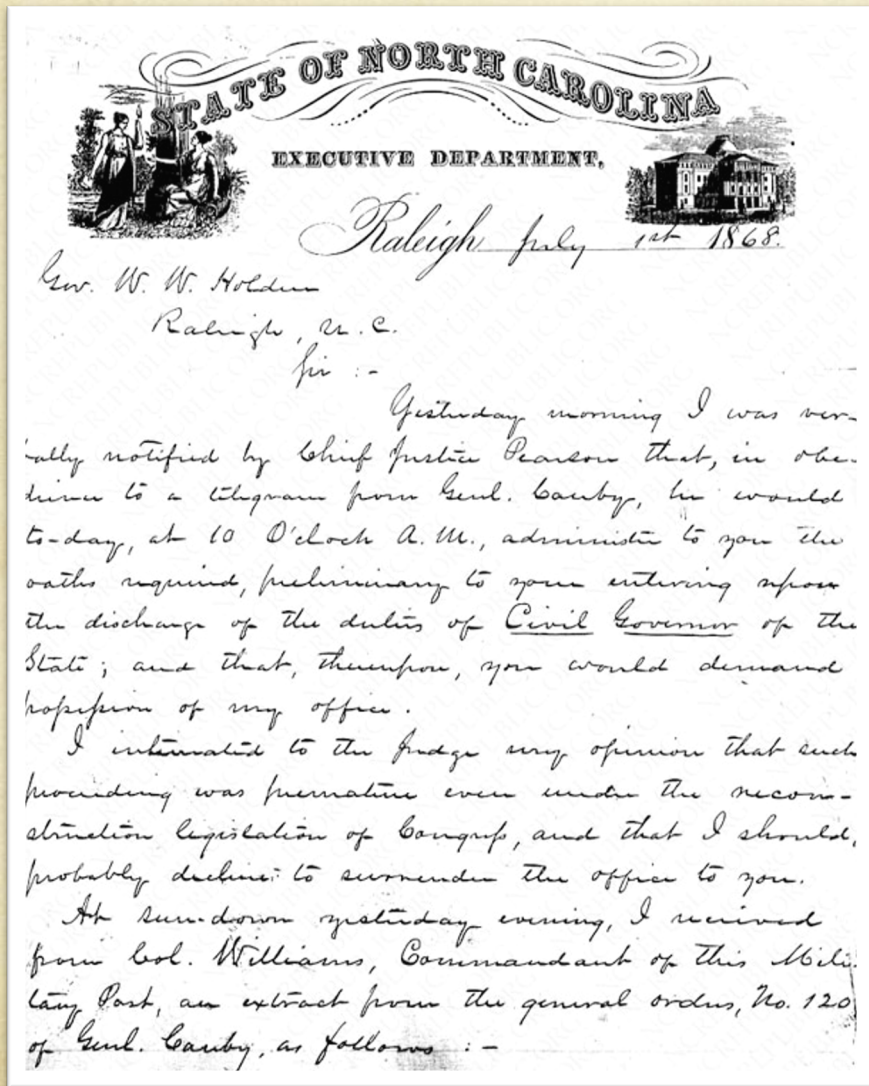 STATE OF NORTH CAROLINA
EXECUTIVE DEPARTMENT,
Raleigh July 1st 1868.
Gov. W. W. Holden
Raleigh, N. C.
Sir :-
Yesterday morning I was ver-
bally notified by Chief Justice Pearson that, in obe-
dience to a telegram from Genl. Canby, he would
to-day, at 10 O'clock A. M., administer to you the
oaths required, preliminary to your entering upon
the discharge of the duties of Civil Governor of the
State; and that, thereupon, you would demand
possession of my office.
I intimated to the Judge my opinion that such
proceeding was premature even under the recon-
struction legislation of Congress, and that I should,
probably decline to surrender the office to you.
At sun-down yesterday evening, I received
from Col. Williams, Commandant of this Mili-
tary Post, an extract from the general orders, No. 120
of Genl. Canby, as follows :-